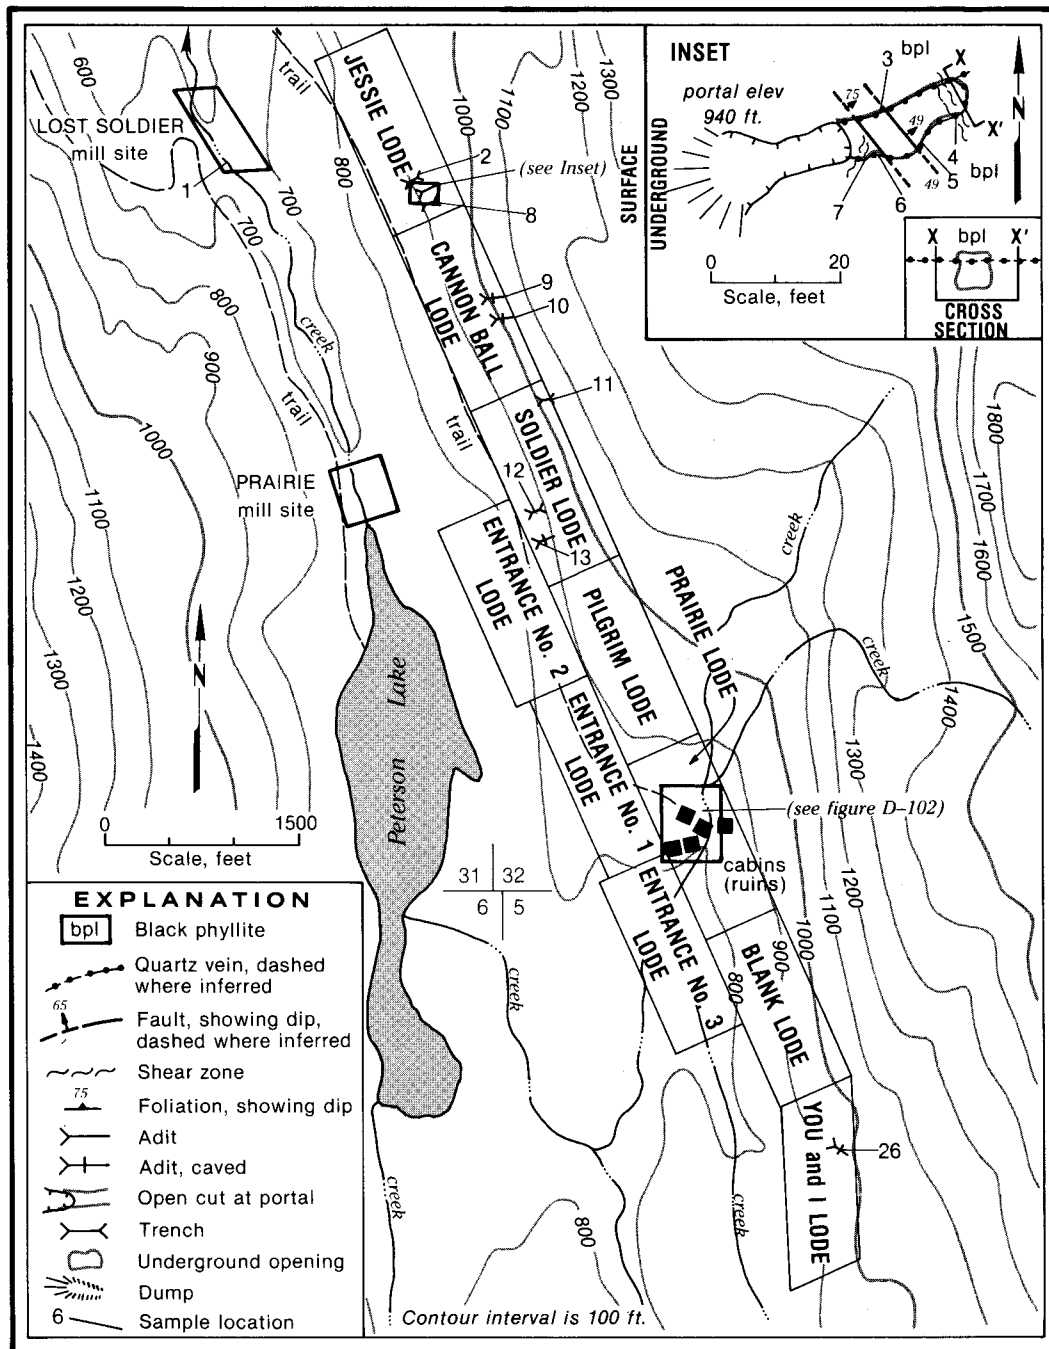 600
trail
JESSIE LODE
1000
1100
1200
1300
LOST SOLDIER
mill site
1
700
700
800
2
(see Inset)
8
800
900
1000
1100
1200
1300
1400
creek
trail
CANNON BALL
LODE
9
10
11
trail
SOLDIER LODE
12
13
PRAIRIE
mill site
ENTRANCE No. 2
LODE
PILGRIM LODE
PRAIRIE LODE
creek
creek
1800
1700
1600
1500
1400
1300
1200
1100
1000
900
800
N
0 1500
Scale, feet
Peterson Lake
ENTRANCE No. 1
LODE
(see figure D-102)
cabins
(ruins)
31 32
6 5
ENTRANCE No. 3
LODE
BLANK LODE
YOU and I LODE
26
creek
creek
creek
800
Contour interval is 100 ft.
INSET
portal elev
940 ft.
SURFACE
UNDERGROUND
3 bpl
X
75
49
X'
4
bpl
5
49
6
7
N
0 20
Scale, feet
X bpl X'
CROSS
SECTION
EXPLANATION
bpl Black phyllite
Quartz vein, dashed
where inferred
65
Fault, showing dip,
dashed where inferred
Shear zone
75
Foliation, showing dip
Adit
Adit, caved
Open cut at portal
Trench
Underground opening
Dump
6 Sample location